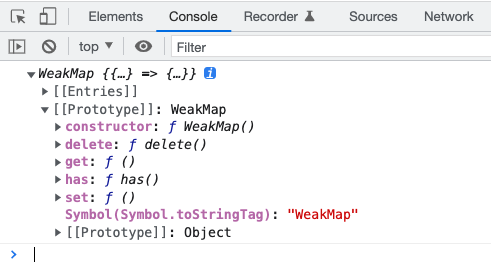 Elements Console Recorder Sources Network
top Filter
WeakMap {{…} => {…}} i
[[Entries]]
[[Prototype]]: WeakMap
constructor: ƒ WeakMap()
delete: ƒ delete()
get: ƒ ()
has: ƒ has()
set: ƒ ()
Symbol(Symbol.toStringTag): "WeakMap"
[[Prototype]]: Object